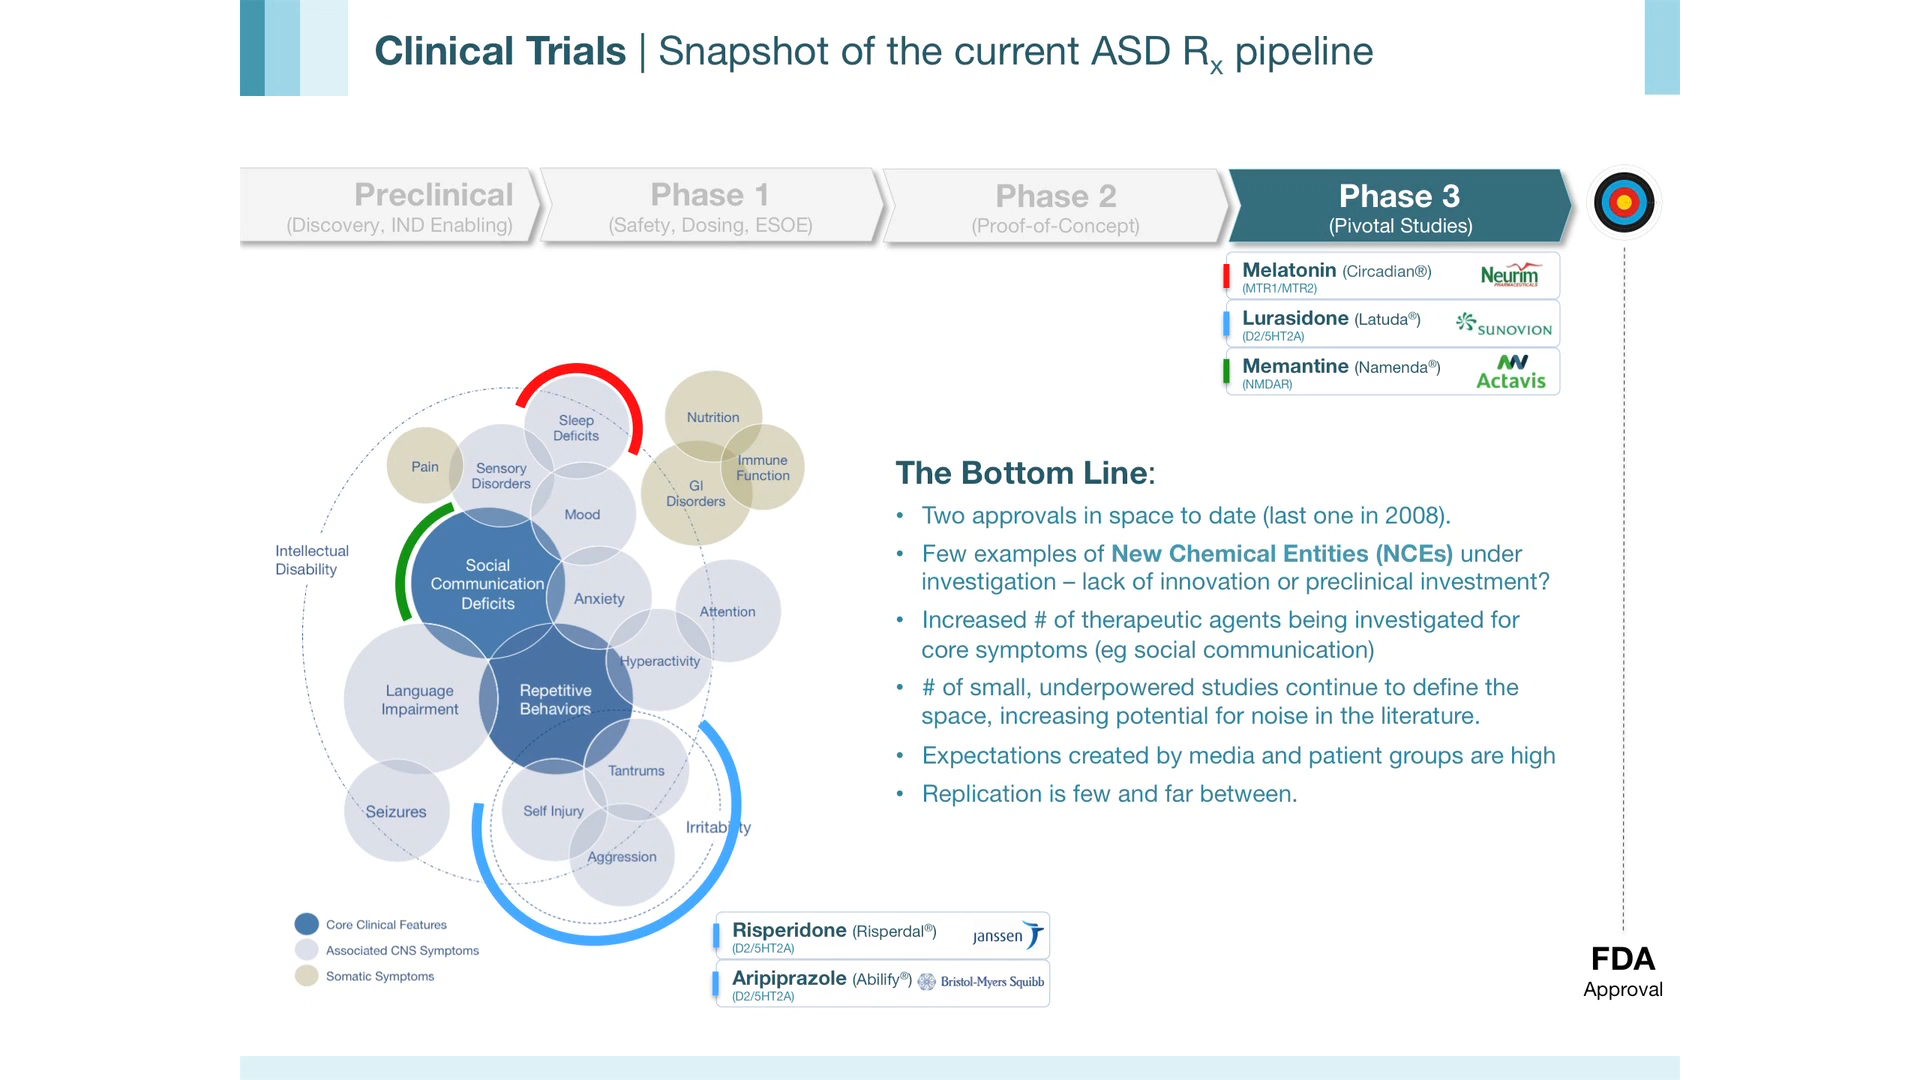 Clinical Trials | Snapshot of the current ASD Rx pipeline
Preclinical
(Discovery, IND Enabling)
Phase 1
(Safety, Dosing, ESOE)
Phase 2
(Proof-of-Concept)
Phase 3
(Pivotal Studies)
Melatonin (Circadian®)
(MTR1/MTR2)
Neurim
PHARMACEUTICALS
Lurasidone (Latuda®)
(D2/5HT2A)
SUNOVION
Memantine (Namenda®)
(NMDAR)
Actavis
Sleep
Deficits
Nutrition
Pain
Sensory
Disorders
Immune
Function
GI
Disorders
Mood
Intellectual
Disability
Social
Communication
Deficits
Anxiety
Attention
Hyperactivity
Language
Impairment
Repetitive
Behaviors
Tantrums
Seizures
Self Injury
Irritability
Aggression
Core Clinical Features
Associated CNS Symptoms
Somatic Symptoms
The Bottom Line:
• Two approvals in space to date (last one in 2008).
• Few examples of New Chemical Entities (NCEs) under
investigation – lack of innovation or preclinical investment?
• Increased # of therapeutic agents being investigated for
core symptoms (eg social communication)
• # of small, underpowered studies continue to define the
space, increasing potential for noise in the literature.
• Expectations created by media and patient groups are high
• Replication is few and far between.
Risperidone (Risperdal®)
(D2/5HT2A)
janssen
Aripiprazole (Abilify®)
(D2/5HT2A)
Bristol-Myers Squibb
FDA
Approval